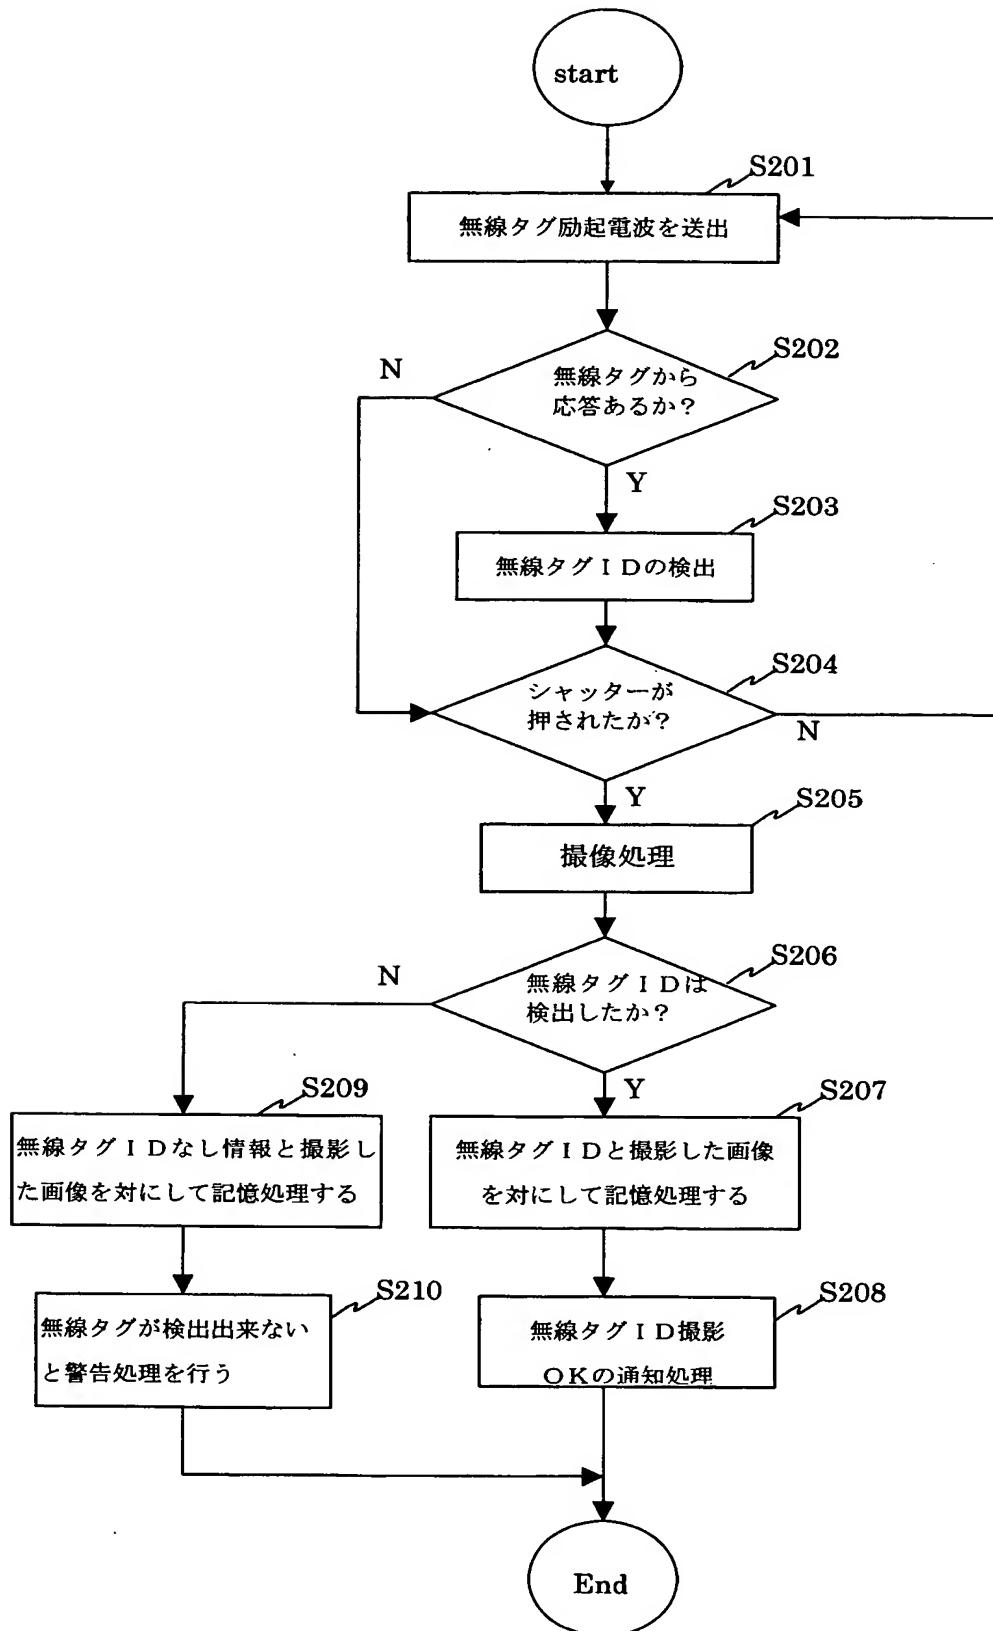 start
S201
無線タグ励起電波を送出
S202
N
無線タグから
応答あるか？
Y
S203
無線タグＩＤの検出
S204
シャッターが
押されたか？
N
Y
S205
撮像処理
S206
N
無線タグＩＤは
検出したか？
Y
S209
無線タグＩＤなし情報と撮影し
た画像を対にして記憶処理する
S207
無線タグＩＤと撮影した画像
を対にして記憶処理する
S210
無線タグが検出出来ない
と警告処理を行う
S208
無線タグＩＤ撮影
ＯＫの通知処理
End